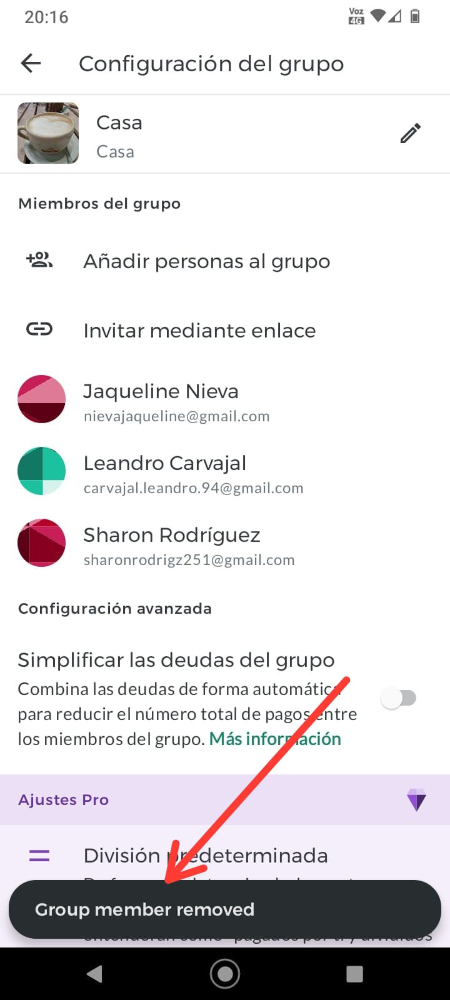 20:16
Voz
4G
Configuración del grupo
Casa
Casa
Miembros del grupo
Añadir personas al grupo
Invitar mediante enlace
Jaqueline Nieva
nievajaqueline@gmail.com
Leandro Carvajal
carvajal.leandro.94@gmail.com
Sharon Rodríguez
sharonrodrigz251@gmail.com
Configuración avanzada
Simplificar las deudas del grupo
Combina las deudas de forma automática
para reducir el número total de pagos entre
los miembros del grupo. Más información
Ajustes Pro
División predeterminada
Group member removed